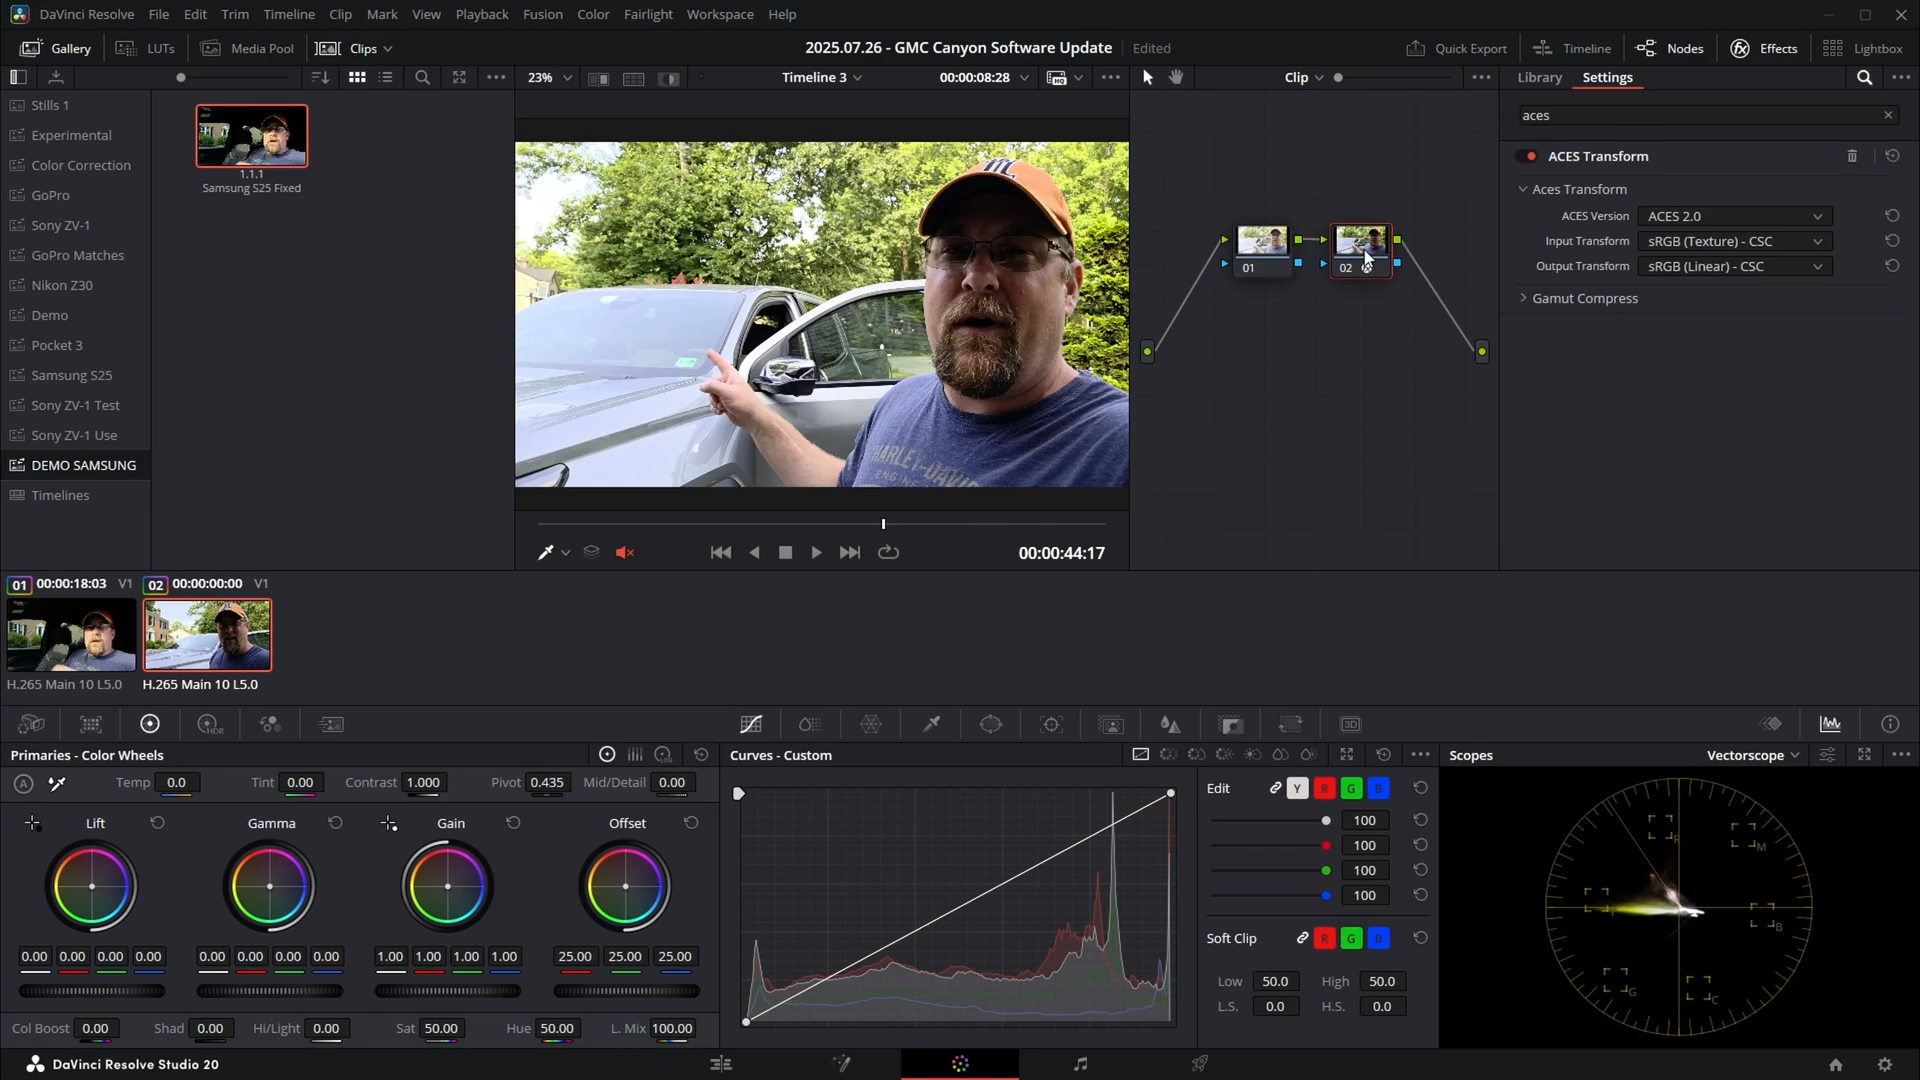 DaVinci Resolve File Edit Trim Timeline Clip Mark View Playback Fusion Color Fairlight Workspace Help
Gallery LUTs Media Pool Clips 2025.07.26 - GMC Canyon Software Update Edited Quick Export Timeline Nodes Effects Lightbox
23% Timeline 3 00:00:08:28 Clip Library Settings
Stills 1
Experimental
Color Correction
GoPro
Sony ZV-1
GoPro Matches
Nikon Z30
Demo
Pocket 3
Samsung S25
Sony ZV-1 Test
Sony ZV-1 Use
DEMO SAMSUNG
Timelines
1.1.1
Samsung S25 Fixed
HARLEY-DAVIDS
ENGINE
00:00:44:17
01 02
aces
ACES Transform
Aces Transform
ACES Version ACES 2.0
Input Transform sRGB (Texture) - CSC
Output Transform sRGB (Linear) - CSC
Gamut Compress
01 00:00:18:03 V1 02 00:00:00:00 V1
H.265 Main 10 L5.0 H.265 Main 10 L5.0
HDR LOG 3D
Primaries - Color Wheels
A Temp 0.0 Tint 0.00 Contrast 1.000 Pivot 0.435 Mid/Detail 0.00
Lift Gamma Gain Offset
0.00 0.00 0.00 0.00 0.00 0.00 0.00 0.00 1.00 1.00 1.00 1.00 25.00 25.00 25.00
Col Boost 0.00 Shad 0.00 Hi/Light 0.00 Sat 50.00 Hue 50.00 L. Mix 100.00
Curves - Custom
Edit Y R G B
100
100
100
100
Soft Clip R G B
Low 50.0 High 50.0
L.S. 0.0 H.S. 0.0
Scopes Vectorscope
R M
B
G C
DaVinci Resolve Studio 20